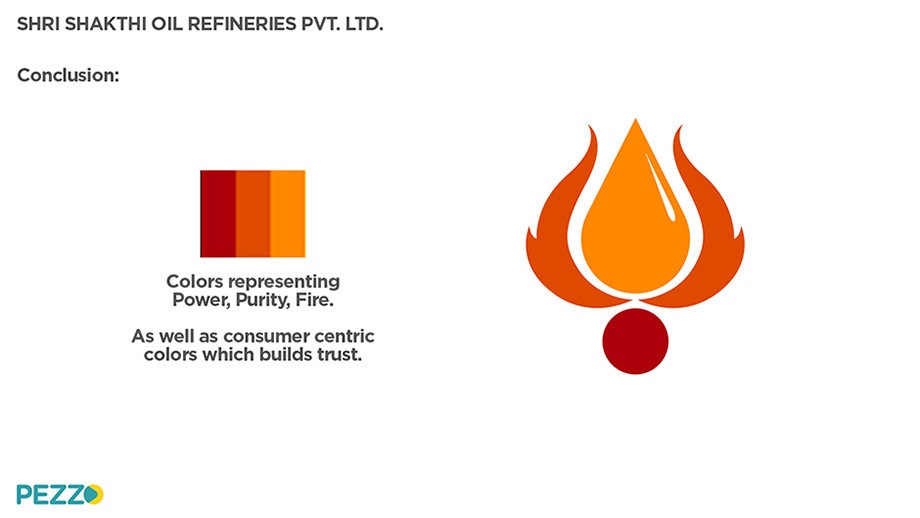 SHRI SHAKTHI OIL REFINERIES PVT. LTD.
Conclusion:
Colors representing
Power, Purity, Fire.
As well as consumer centric
colors which builds trust.
PEZZO